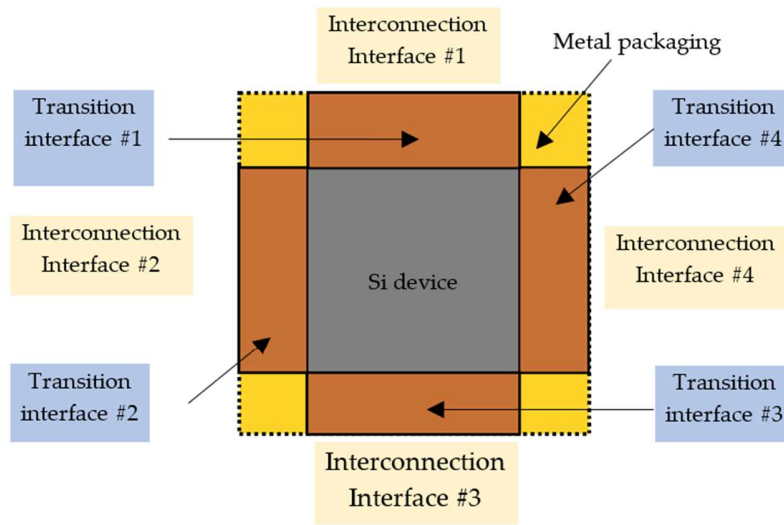 Interconnection
Interface #1
Metal packaging
Transition
interface #1
Transition
interface #4
Interconnection
Interface #2
Interconnection
Interface #4
Si device
Transition
interface #2
Transition
interface #3
Interconnection
Interface #3